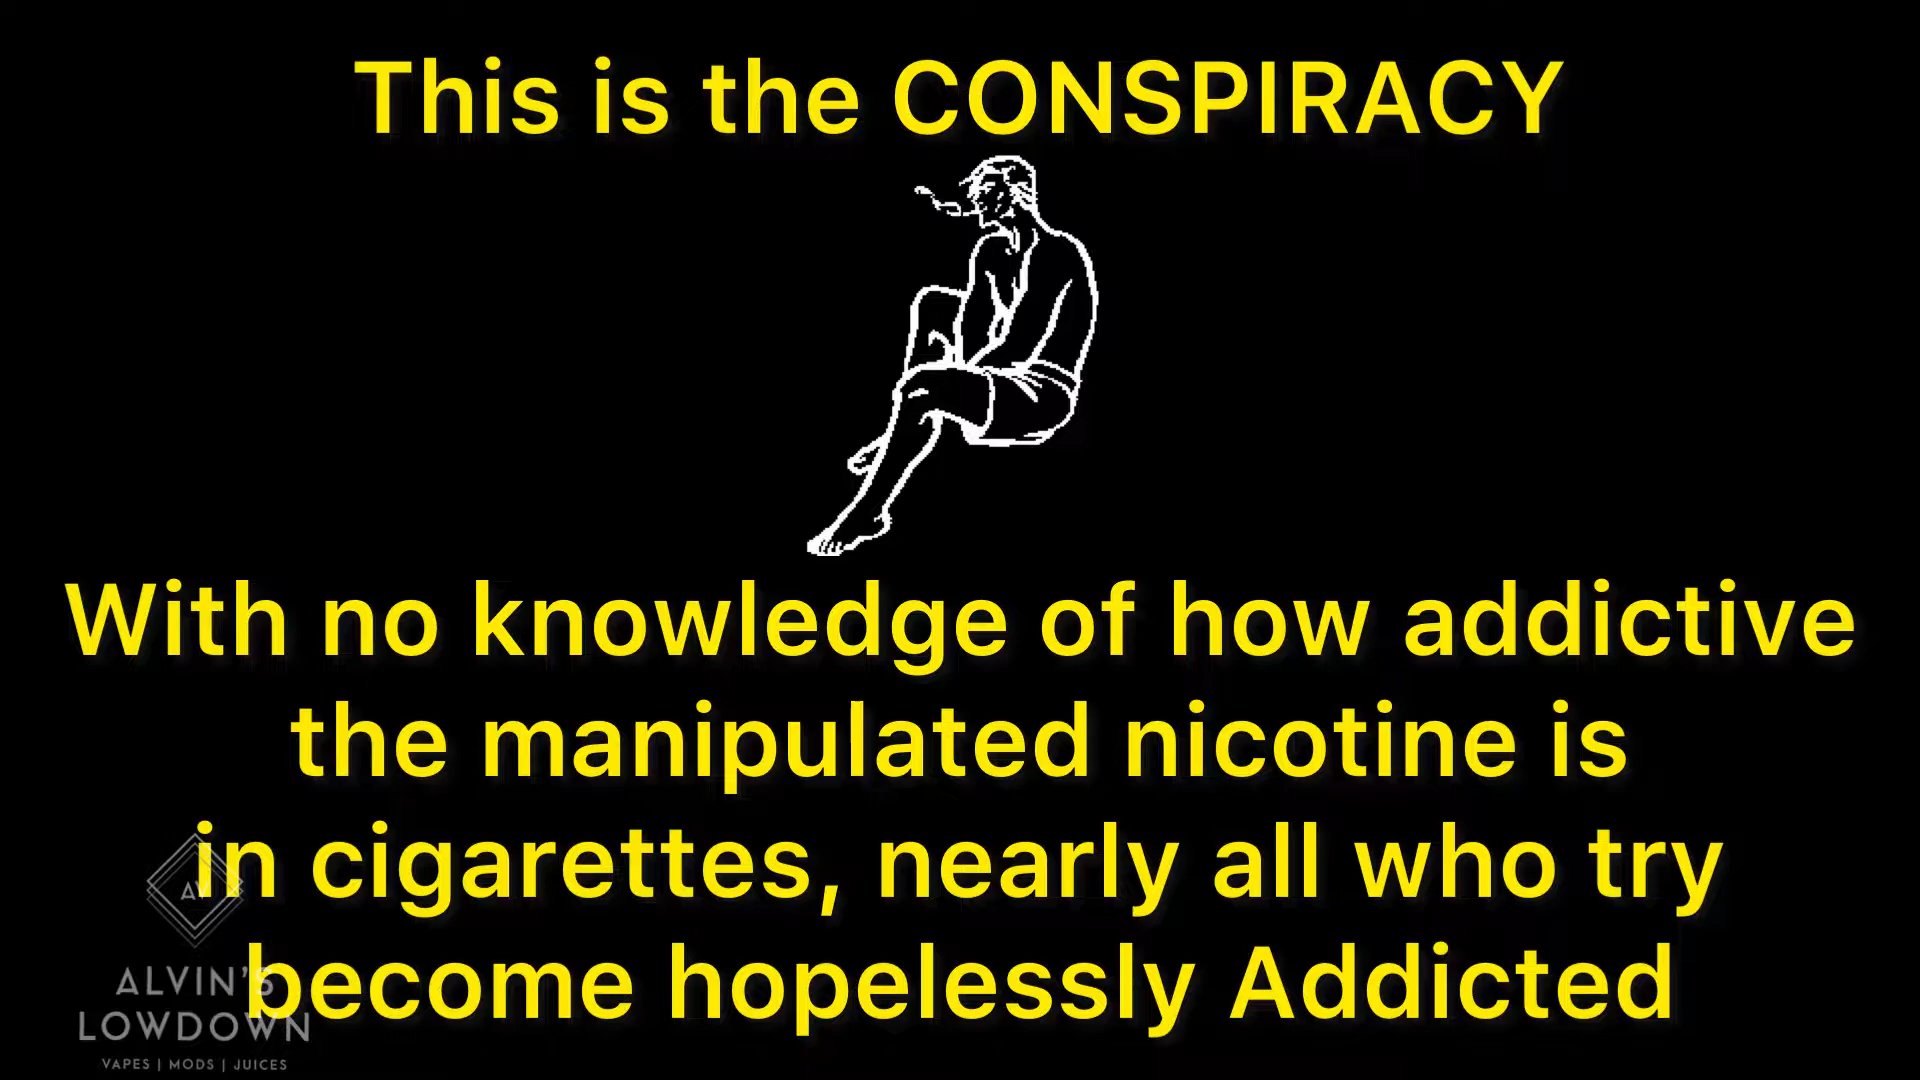 This is the CONSPIRACY
With no knowledge of how addictive
the manipulated nicotine is
in cigarettes, nearly all who try
become hopelessly Addicted
AV
ALVIN'S
LOWDOWN
VAPES | MODS | JUICES